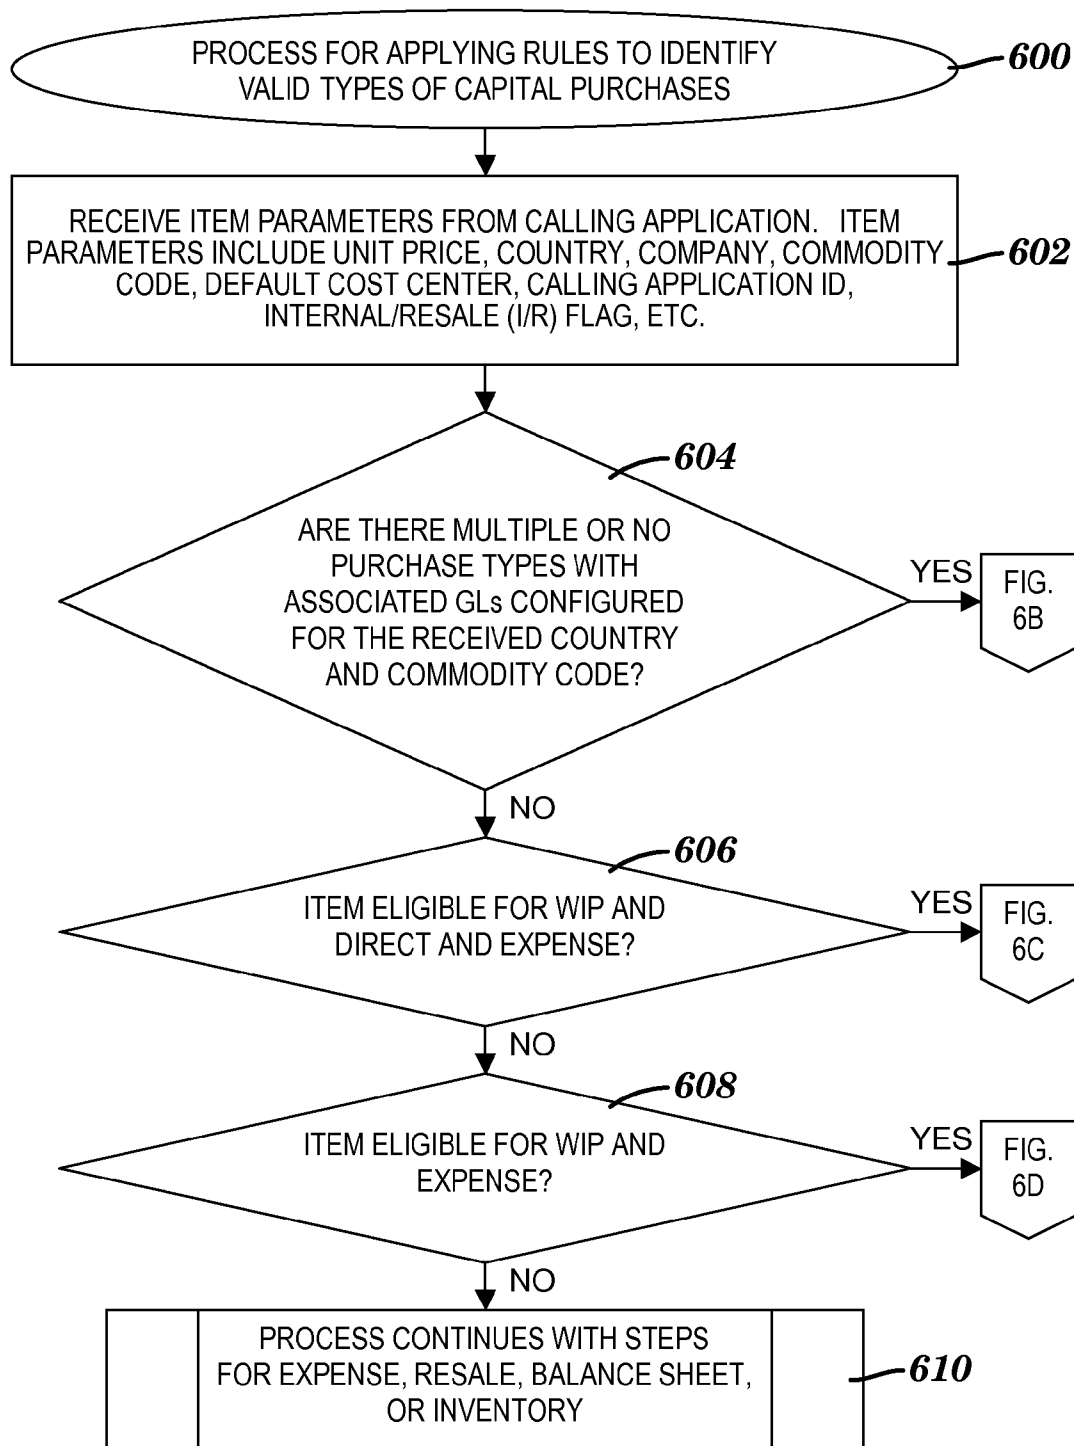 PROCESS FOR APPLYING RULES TO IDENTIFY
VALID TYPES OF CAPITAL PURCHASES
600
RECEIVE ITEM PARAMETERS FROM CALLING APPLICATION. ITEM
PARAMETERS INCLUDE UNIT PRICE, COUNTRY, COMPANY, COMMODITY
CODE, DEFAULT COST CENTER, CALLING APPLICATION ID,
INTERNAL/RESALE (I/R) FLAG, ETC.
602
604
ARE THERE MULTIPLE OR NO
PURCHASE TYPES WITH
ASSOCIATED GLs CONFIGURED
FOR THE RECEIVED COUNTRY
AND COMMODITY CODE?
YES
FIG.
6B
NO
606
ITEM ELIGIBLE FOR WIP AND
DIRECT AND EXPENSE?
YES
FIG.
6C
NO
608
ITEM ELIGIBLE FOR WIP AND
EXPENSE?
YES
FIG.
6D
NO
PROCESS CONTINUES WITH STEPS
FOR EXPENSE, RESALE, BALANCE SHEET,
OR INVENTORY
610